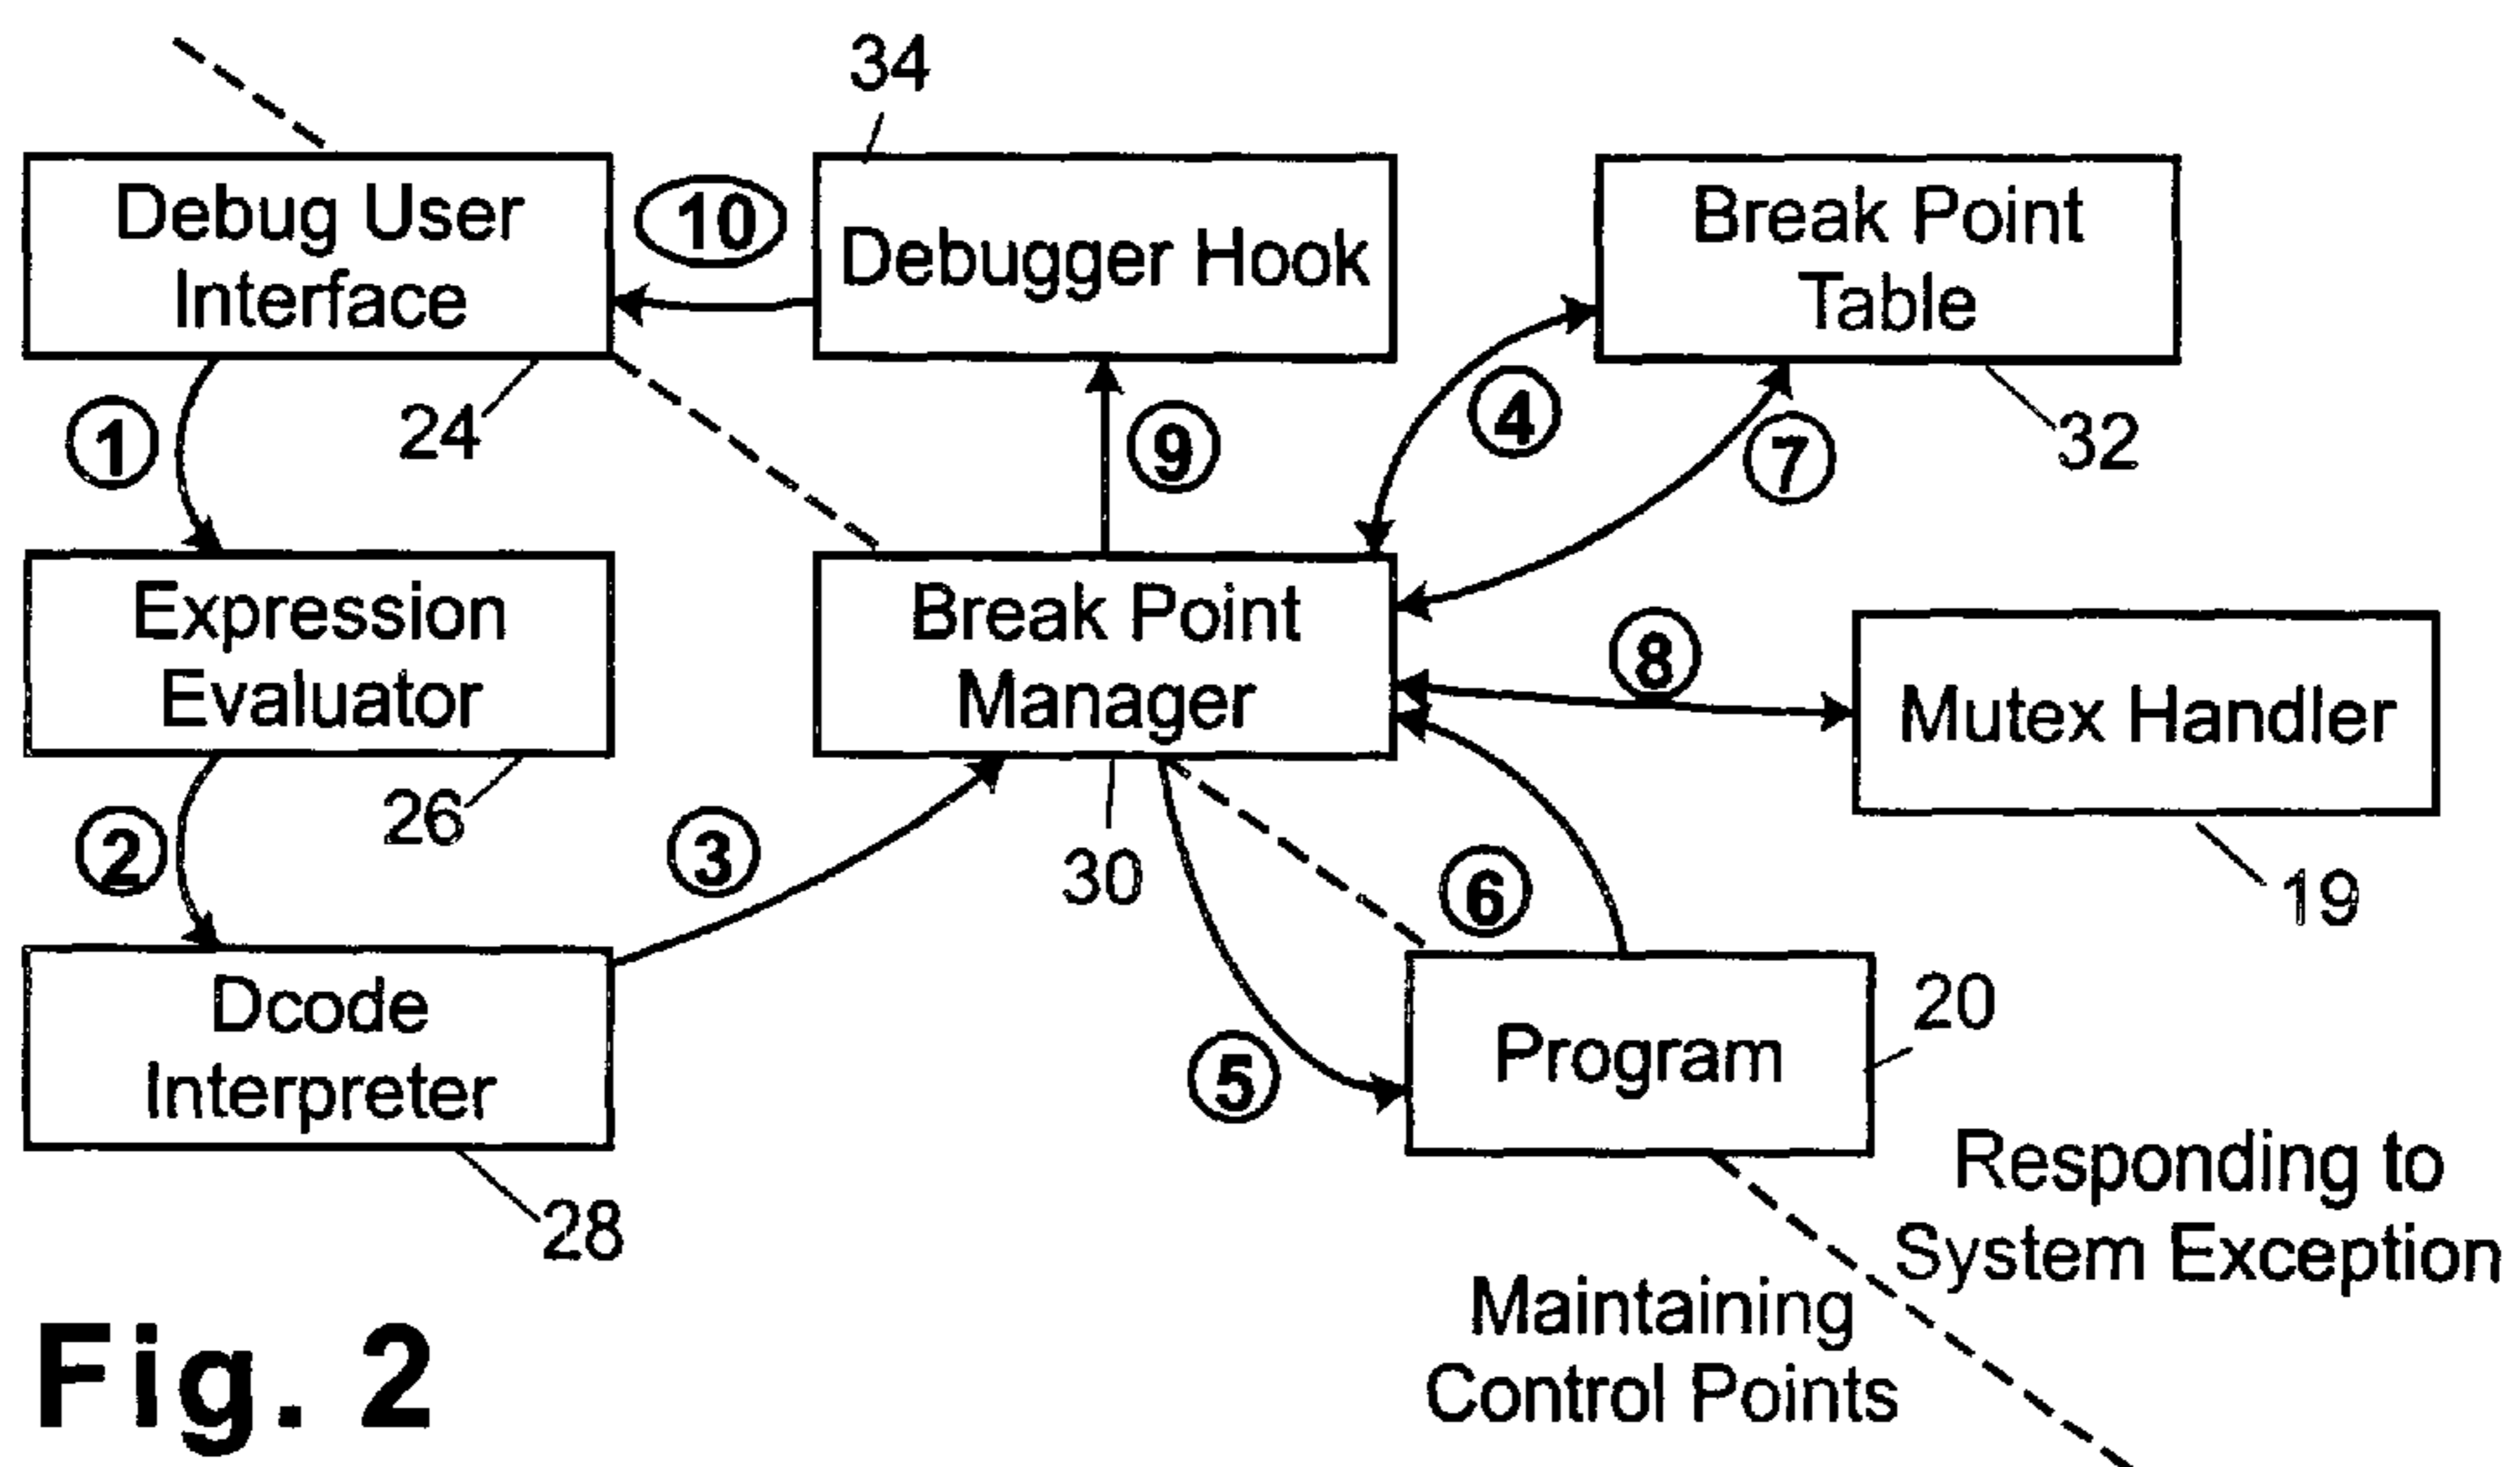 34
Debug User
Interface
10
Debugger Hook
Break Point
Table
1
24
9
4
7
32
Expression
Evaluator
Break Point
Manager
8
Mutex Handler
2
26
3
30
6
19
Dcode
Interpreter
5
Program
20
28
Responding to
System Exception
Maintaining
Control Points
Fig. 2